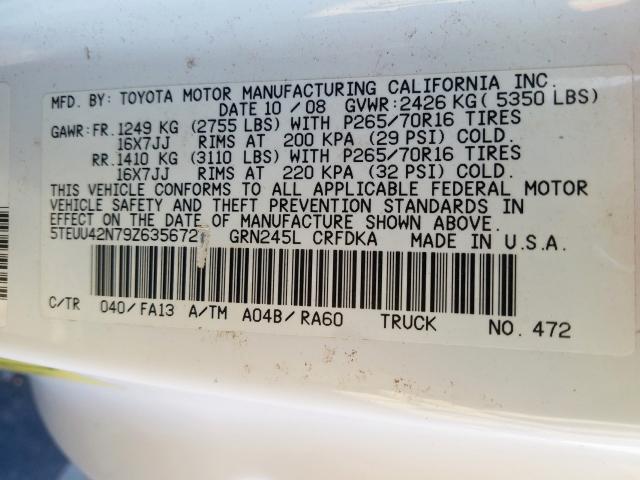 MFD. BY: TOYOTA MOTOR MANUFACTURING CALIFORNIA INC.
DATE 10 / 08 GVWR: 2426 KG ( 5350 LBS)
GAWR: FR. 1249 KG (2755 LBS) WITH P265/70R16 TIRES
16X7JJ RIMS AT 200 KPA (29 PSI) COLD.
RR. 1410 KG (3110 LBS) WITH P265/70R16 TIRES
16X7JJ RIMS AT 220 KPA (32 PSI) COLD.
THIS VEHICLE CONFORMS TO ALL APPLICABLE FEDERAL MOTOR
VEHICLE SAFETY AND THEFT PREVENTION STANDARDS IN
EFFECT ON THE DATE OF MANUFACTURE SHOWN ABOVE.
5TEUU42N79Z635672 GRN245L CRFDKA MADE IN U.S.A.
C/TR 040/FA13 A/TM A04B/RA60 TRUCK NO. 472